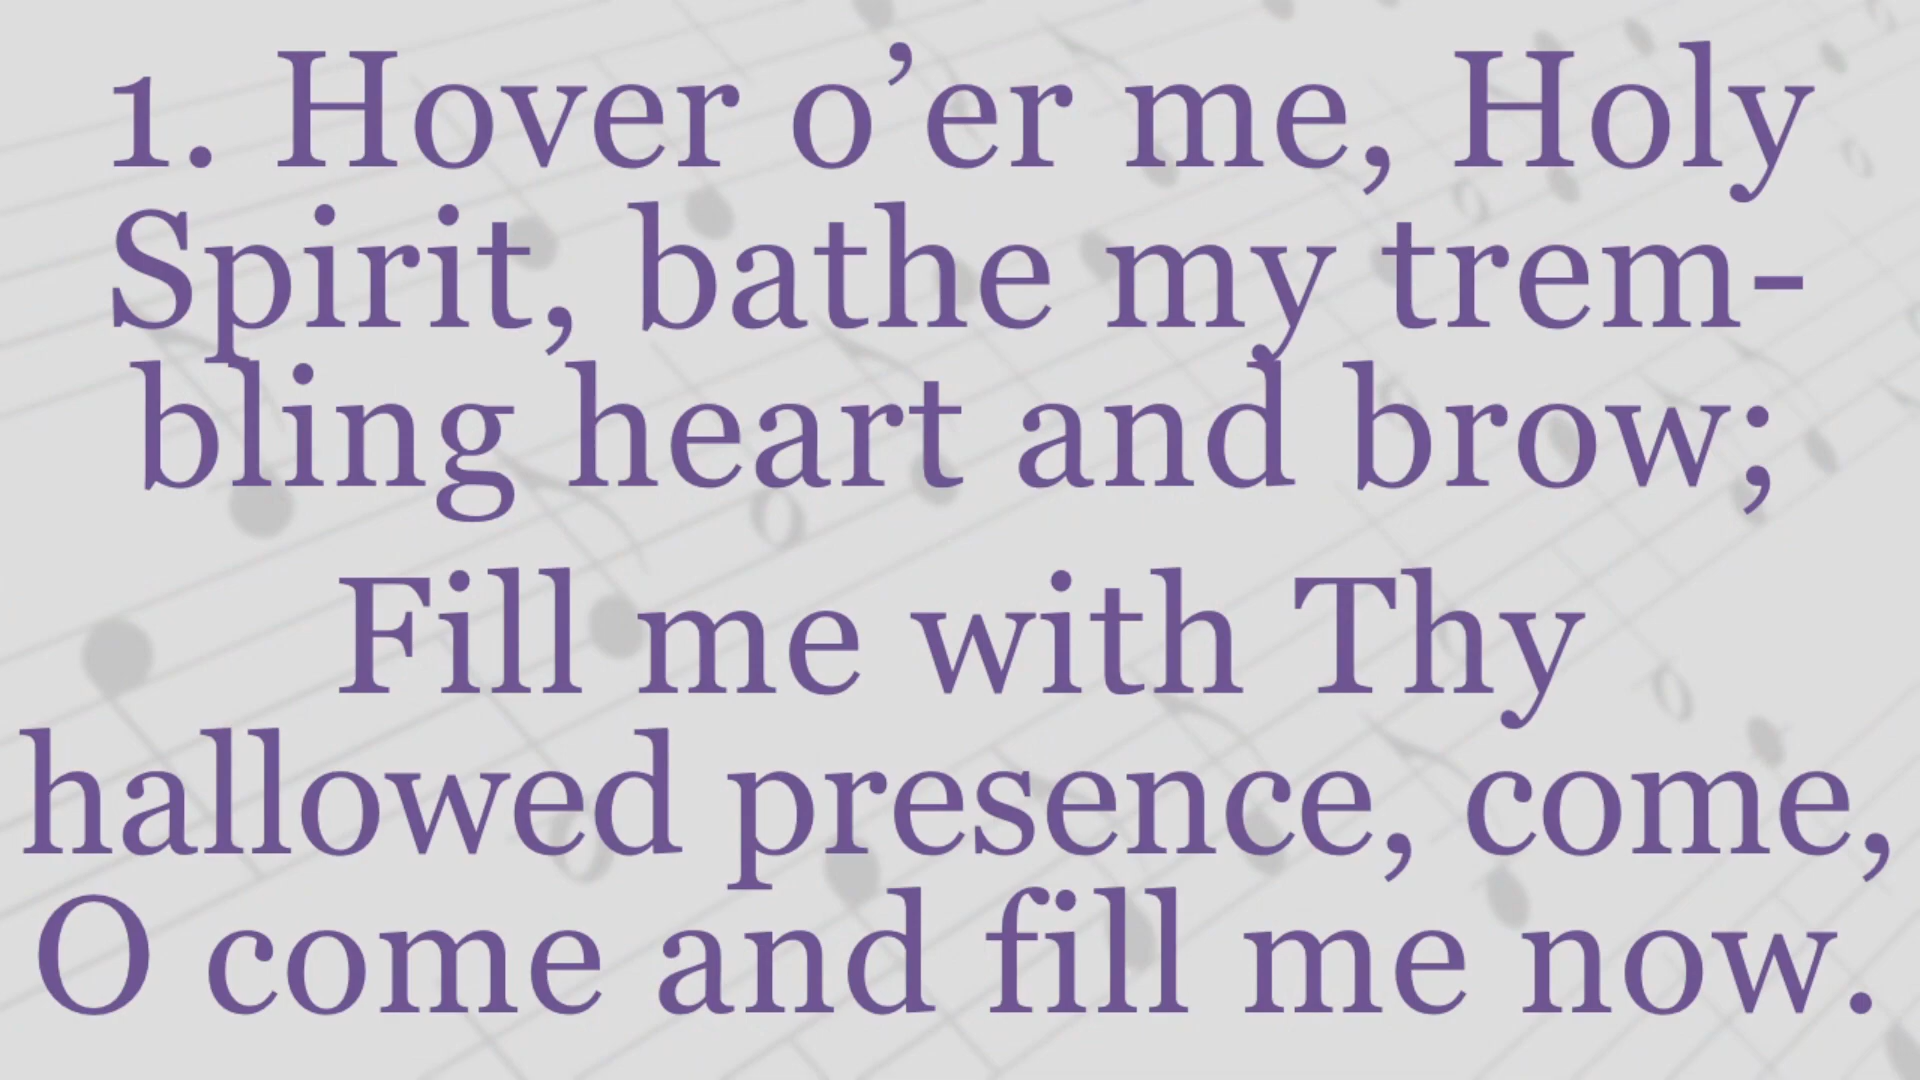 1. Hover o’er me, Holy
Spirit, bathe my trem-
bling heart and brow;
Fill me with Thy
hallowed presence, come,
O come and fill me now.